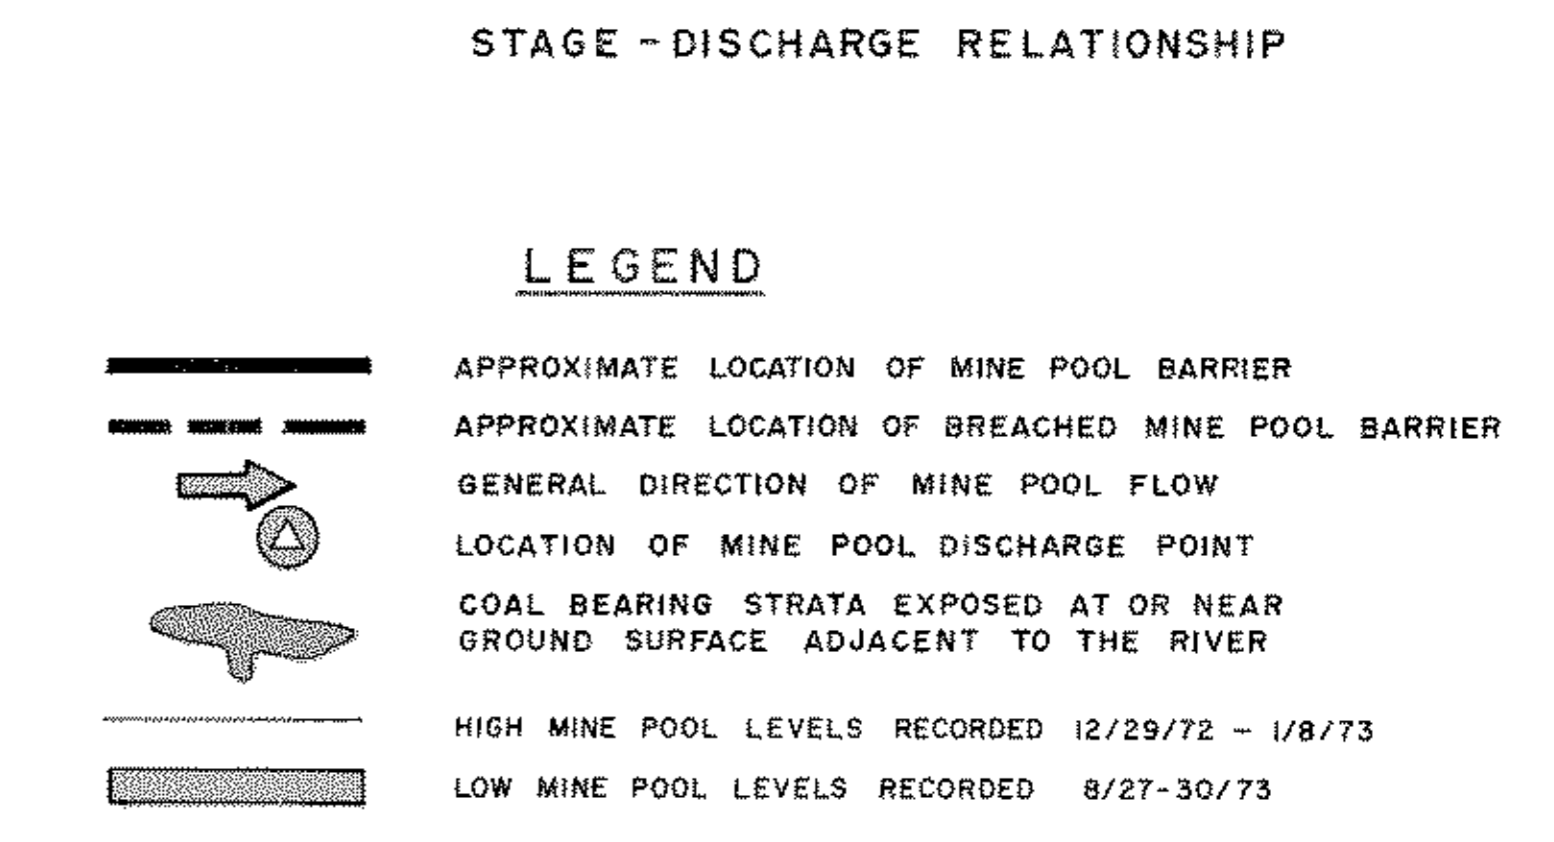 STAGE - DISCHARGE RELATIONSHIP
LEGEND
APPROXIMATE LOCATION OF MINE POOL BARRIER
APPROXIMATE LOCATION OF BREACHED MINE POOL BARRIER
GENERAL DIRECTION OF MINE POOL FLOW
LOCATION OF MINE POOL DISCHARGE POINT
COAL BEARING STRATA EXPOSED AT OR NEAR
GROUND SURFACE ADJACENT TO THE RIVER
HIGH MINE POOL LEVELS RECORDED 12/29/72 - 1/8/73
LOW MINE POOL LEVELS RECORDED 8/27-30/73